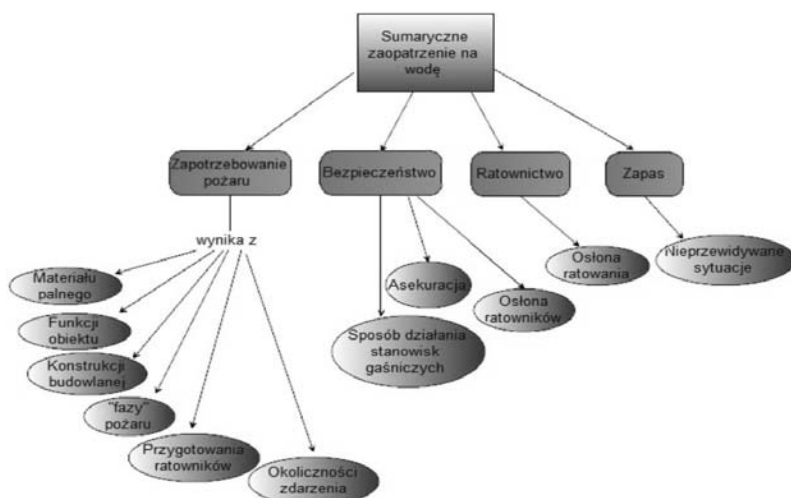 Sumaryczne
zaopatrzenie na
wodę
Zapotrzebowanie
pożaru
Bezpieczeństwo
Ratownictwo
Zapas
wynika z
Materiału
palnego
Funkcji
obiektu
Konstrukcji
budowlanej
"fazy"
pożaru
Przygotowania
ratowników
Okoliczności
zdarzenia
Asekuracja
Sposób działania
stanowisk
gaśniczych
Osłona
ratowników
Osłona
ratowania
Nieprzewidywane
sytuacje